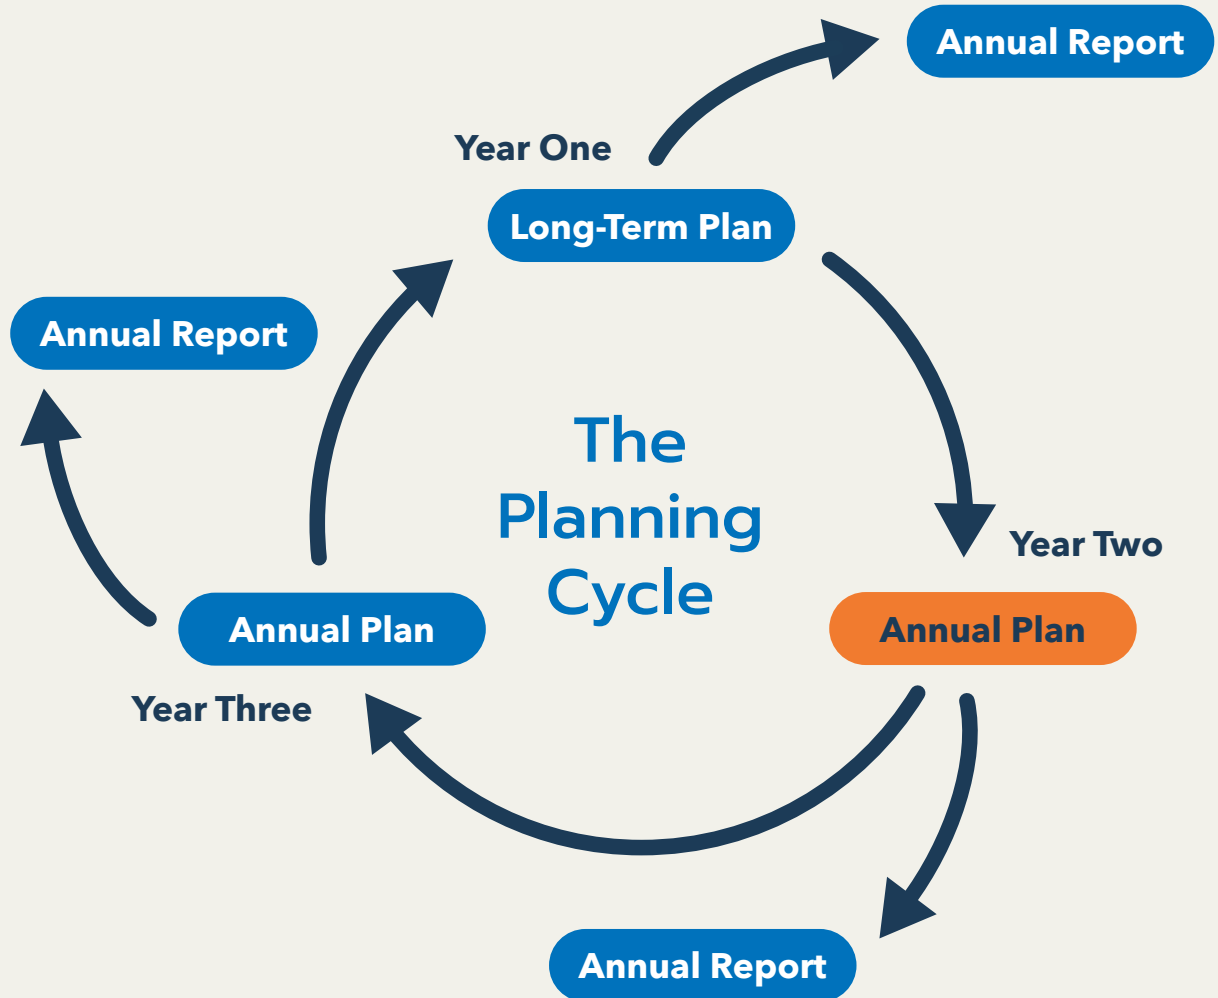 Annual Report
Year One
Long-Term Plan
Annual Report
The
Planning
Cycle
Year Two
Annual Plan
Annual Plan
Year Three
Annual Report